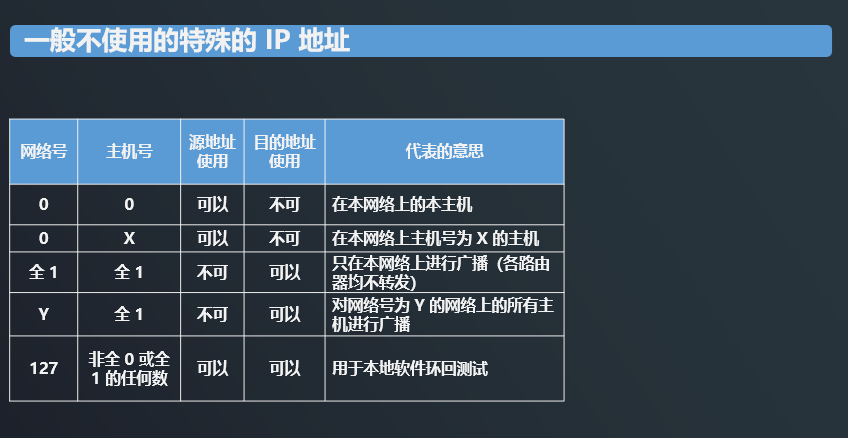 一般不使用的特殊的 IP 地址
网络号 主机号 源地址使用 目的地址使用 代表的意思
0 0 可以 不可 在本网络上的本主机
0 X 可以 不可 在本网络上主机号为 X 的主机
全 1 全 1 不可 可以 只在本网络上进行广播（各路由器均不转发）
Y 全 1 不可 可以 对网络号为 Y 的网络上的所有主机进行广播
127 非全 0 或全 1 的任何数 可以 可以 用于本地软件环回测试